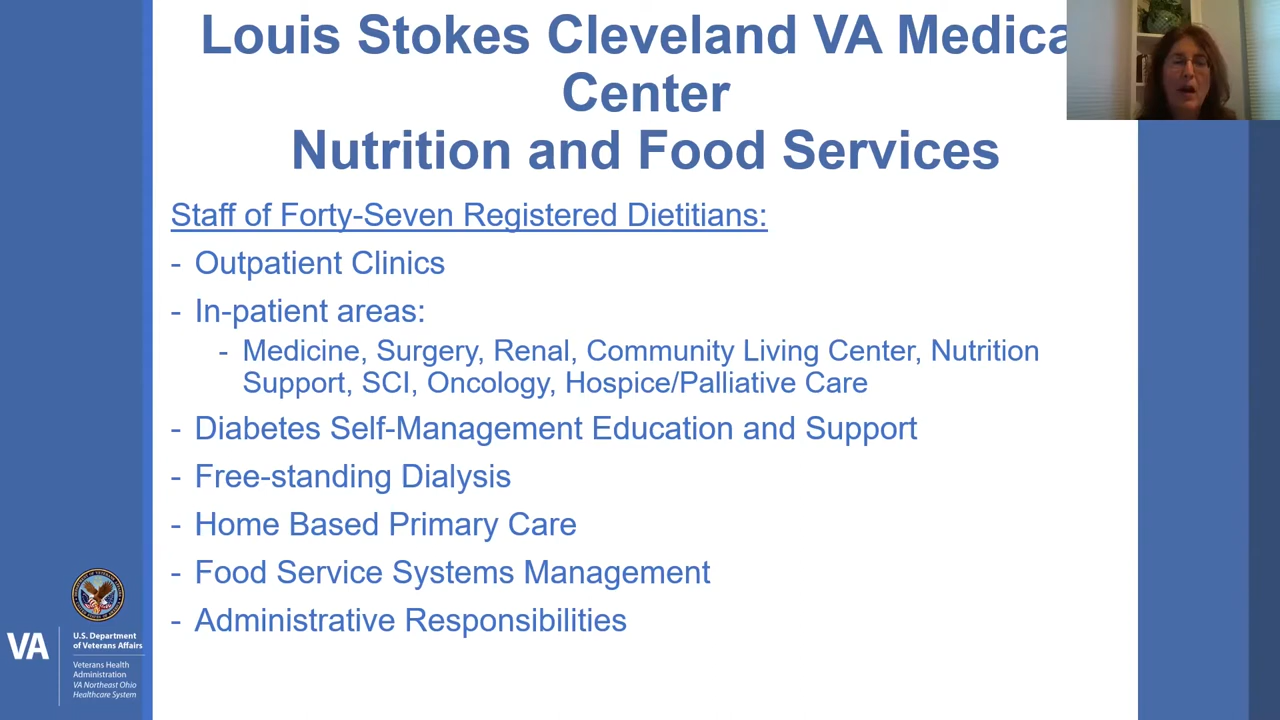 Louis Stokes Cleveland VA Medica
Center
Nutrition and Food Services
Staff of Forty-Seven Registered Dietitians:
- Outpatient Clinics
- In-patient areas:
- Medicine, Surgery, Renal, Community Living Center, Nutrition
Support, SCI, Oncology, Hospice/Palliative Care
- Diabetes Self-Management Education and Support
- Free-standing Dialysis
- Home Based Primary Care
- Food Service Systems Management
- Administrative Responsibilities
VA
U.S. Department
of Veterans Affairs
Veterans Health
Administration
VA Northeast Ohio
Healthcare System